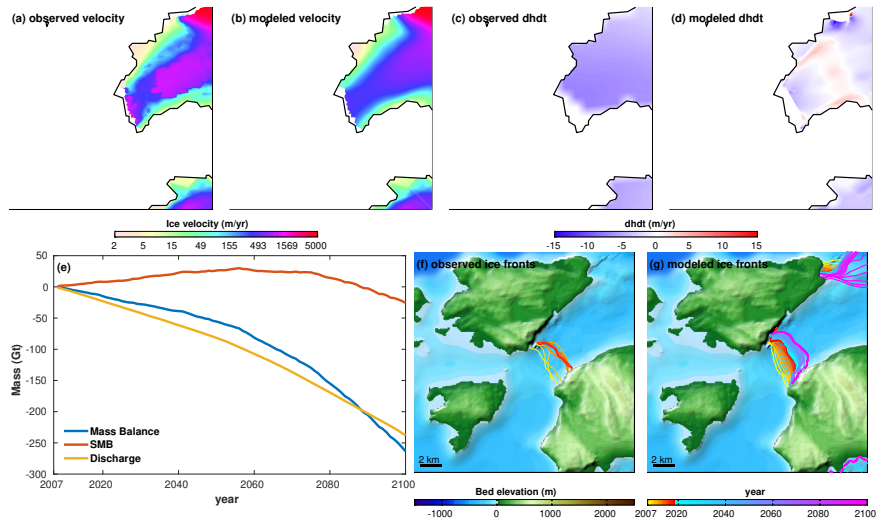 (a) observed velocity
(b) modeled velocity
(c) observed dhdt
(d) modeled dhdt
Ice velocity (m/yr)
2 5 15 49 155 493 1569 5000
dhdt (m/yr)
-15 -10 -5 0 5 10 15
(e)
50
0
-50
-100
-150
-200
-250
-300
Mass (Gt)
Mass Balance
SMB
Discharge
2007 2020 2040 2060 2080 2100
year
(f) observed ice fronts
2 km
(g) modeled ice fronts
2 km
Bed elevation (m)
-1000 0 1000 2000
year
2007 2020 2040 2060 2080 2100